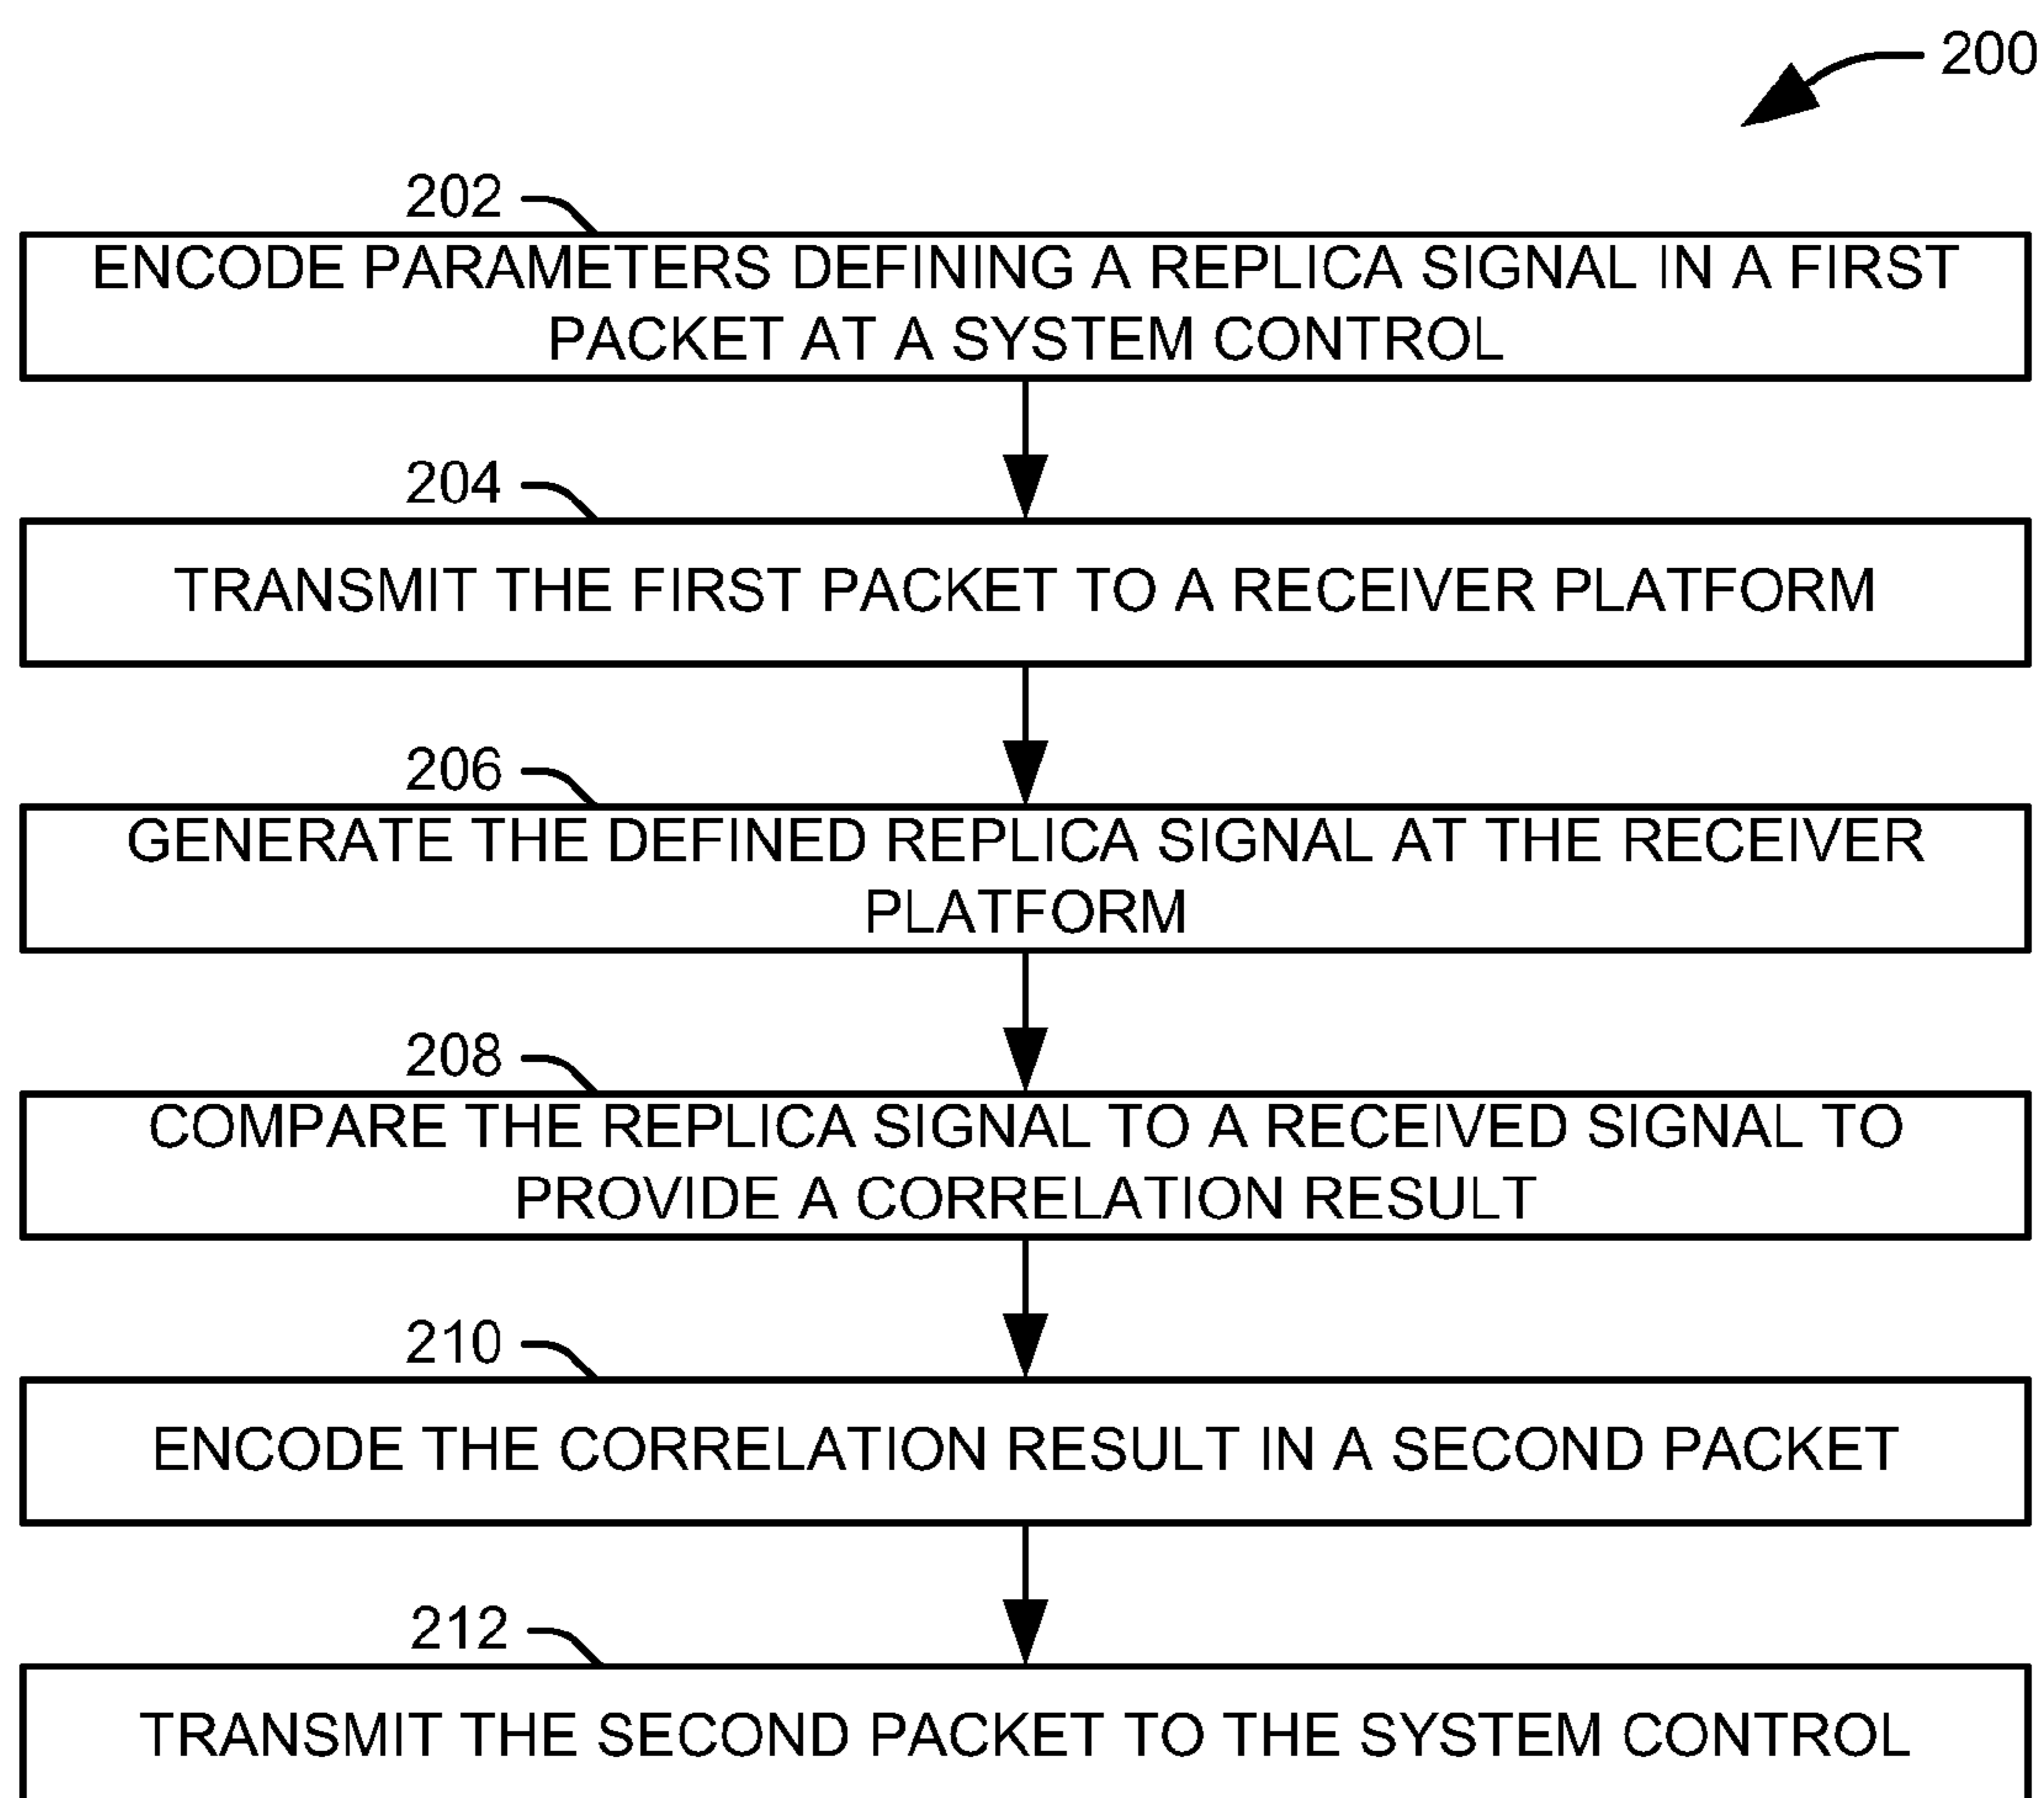 200
202
ENCODE PARAMETERS DEFINING A REPLICA SIGNAL IN A FIRST
PACKET AT A SYSTEM CONTROL
204
TRANSMIT THE FIRST PACKET TO A RECEIVER PLATFORM
206
GENERATE THE DEFINED REPLICA SIGNAL AT THE RECEIVER
PLATFORM
208
COMPARE THE REPLICA SIGNAL TO A RECEIVED SIGNAL TO
PROVIDE A CORRELATION RESULT
210
ENCODE THE CORRELATION RESULT IN A SECOND PACKET
212
TRANSMIT THE SECOND PACKET TO THE SYSTEM CONTROL